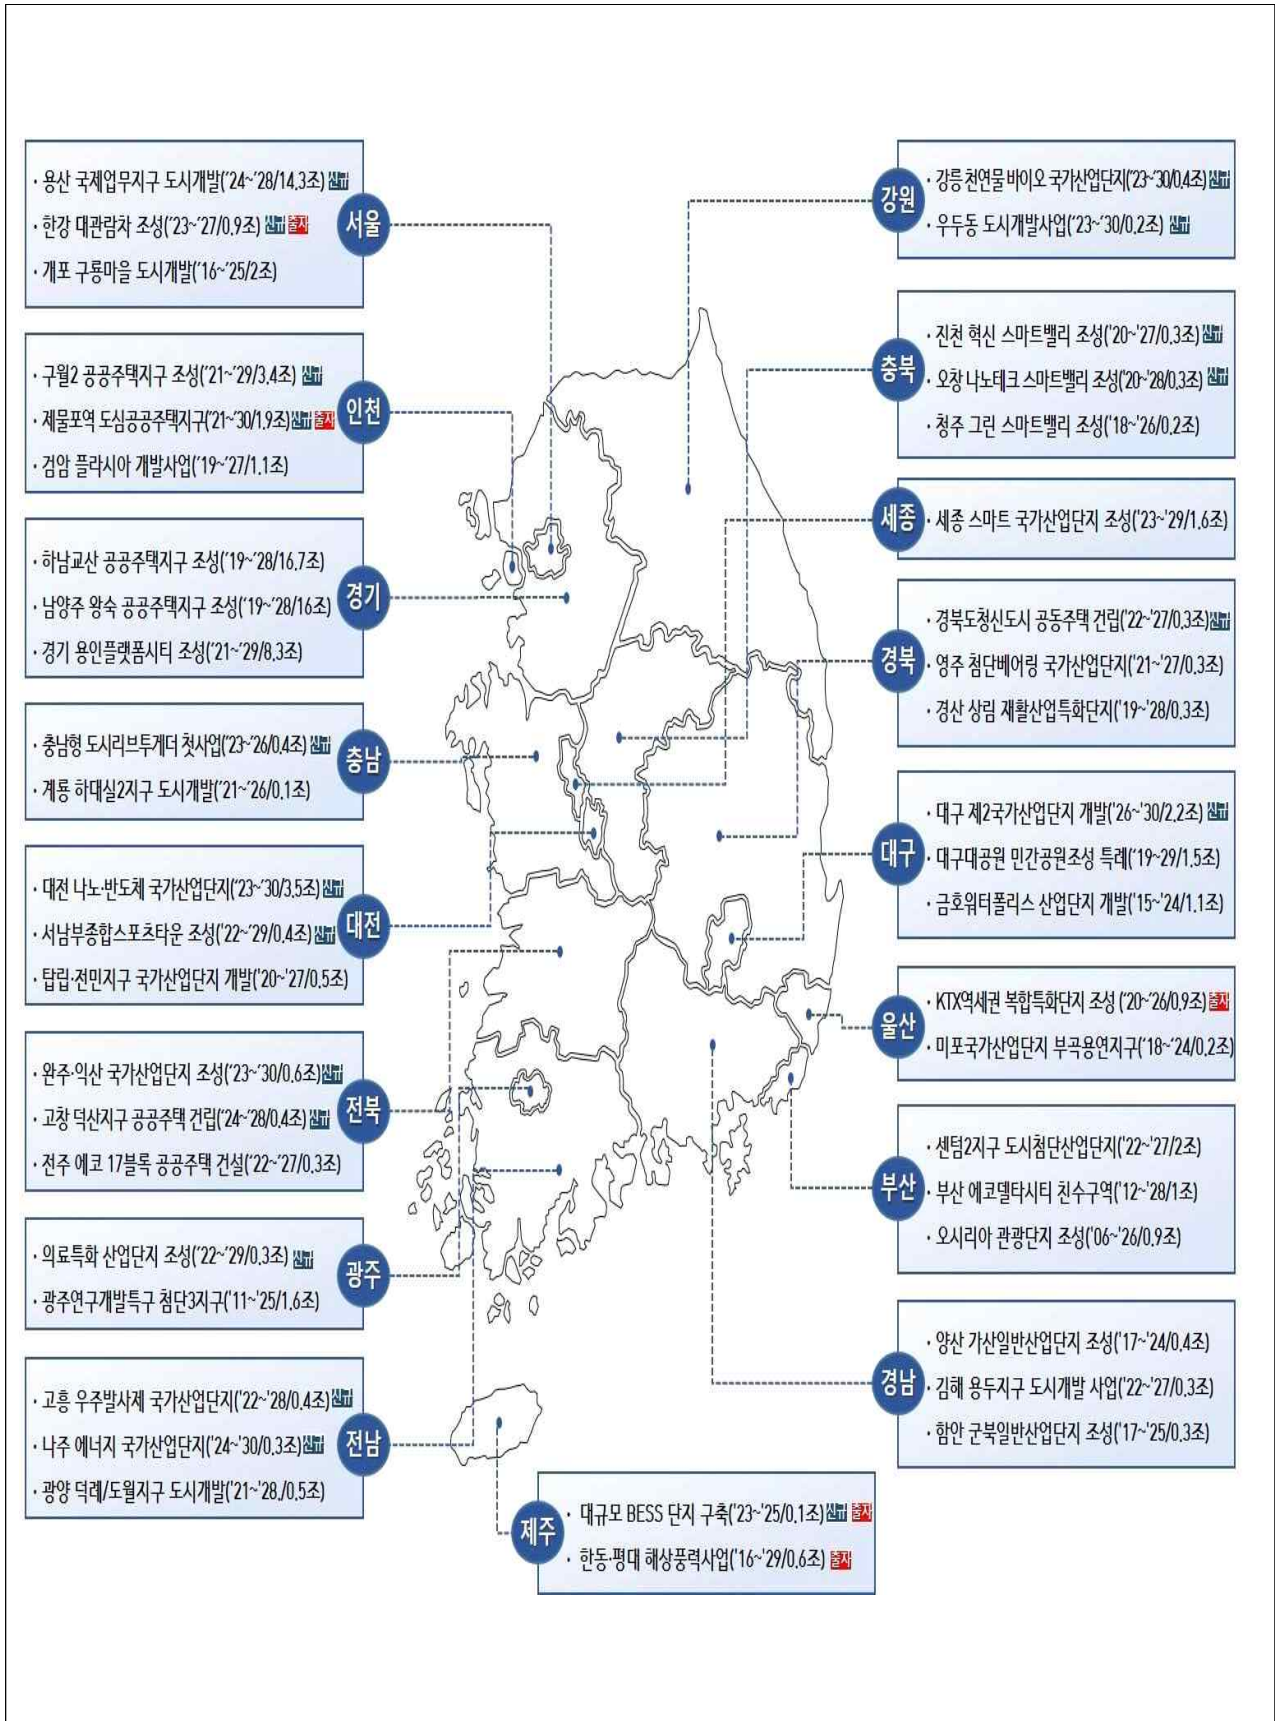 · 용산 국제업무지구 도시개발('24~'28/14.3조) 신규
· 한강 대관람차 조성('23~'27/0.9조) 신규 출자
· 개포 구룡마을 도시개발('16~'25/2조)
서울
· 구월2 공공주택지구 조성('21~'29/3.4조) 신규
· 제물포역 도심공공주택지구('21~'30/1.9조) 신규 출자
· 검암 플라시아 개발사업('19~'27/1.1조)
인천
· 하남교산 공공주택지구 조성('19~'28/16.7조)
· 남양주 왕숙 공공주택지구 조성('19~'28/16조)
· 경기 용인플랫폼시티 조성('21~'29/8.3조)
경기
· 충남형 도시리브투게더 첫사업('23~'26/0.4조) 신규
· 계룡 하대실2지구 도시개발('21~'26/0.1조)
충남
· 대전 나노·반도체 국가산업단지('23~'30/3.5조) 신규
· 서남부종합스포츠타운 조성('22~'29/0.4조) 신규
· 탑립·전민지구 국가산업단지 개발('20~'27/0.5조)
대전
· 완주·익산 국가산업단지 조성('23~'30/0.6조) 신규
· 고창 덕산지구 공공주택 건립('24~'28/0.4조) 신규
· 전주 에코 17블록 공공주택 건설('22~'27/0.3조)
전북
· 의료특화 산업단지 조성('22~'29/0.3조) 신규
· 광주연구개발특구 첨단3지구('11~'25/1.6조)
광주
· 고흥 우주발사체 국가산업단지('22~'28/0.4조) 신규
· 나주 에너지 국가산업단지('24~'30/0.3조) 신규
· 광양 덕례/도월지구 도시개발('21~'28./0.5조)
전남
강원
· 강릉 천연물 바이오 국가산업단지('23~'30/0.4조) 신규
· 우두동 도시개발사업('23~'30/0.2조) 신규
충북
· 진천 혁신 스마트밸리 조성('20~'27/0.3조) 신규
· 오창 나노테크 스마트밸리 조성('20~'28/0.3조) 신규
· 청주 그린 스마트밸리 조성('18~'26/0.2조)
세종
· 세종 스마트 국가산업단지 조성('23~'29/1.6조)
경북
· 경북도청신도시 공동주택 건립('22~'27/0.3조) 신규
· 영주 첨단베어링 국가산업단지('21~'27/0.3조)
· 경산 상림 재활산업특화단지('19~'28/0.3조)
대구
· 대구 제2국가산업단지 개발('26~'30/2.2조) 신규
· 대구대공원 민간공원조성 특례('19~29/1.5조)
· 금호워터폴리스 산업단지 개발('15~'24/1.1조)
울산
· KTX역세권 복합특화단지 조성 ('20~'26/0.9조) 출자
· 미포국가산업단지 부곡용연지구('18~'24/0.2조)
부산
· 센텀2지구 도시첨단산업단지('22~'27/2조)
· 부산 에코델타시티 친수구역('12~'28/1조)
· 오시리아 관광단지 조성('06~'26/0.9조)
경남
· 양산 가산일반산업단지 조성('17~'24/0.4조)
· 김해 용두지구 도시개발 사업('22~'27/0.3조)
· 함안 군북일반산업단지 조성('17~'25/0.3조)
제주
· 대규모 BESS 단지 구축('23~'25/0.1조) 신규 출자
· 한동·평대 해상풍력사업('16~'29/0.6조) 출자